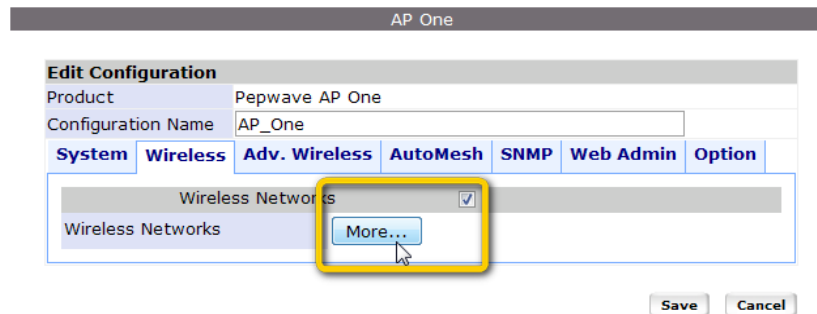 AP One
Edit Configuration
Product Pepwave AP One
Configuration Name AP_One
System Wireless Adv. Wireless AutoMesh SNMP Web Admin Option
Wireless Networks
Wireless Networks More...
Save Cancel